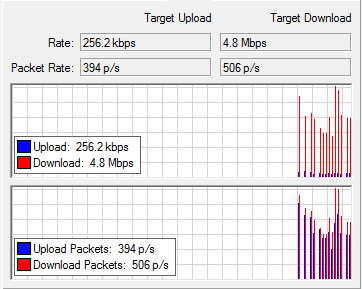 Target Upload Target Download
Rate: 256.2 kbps 4.8 Mbps
Packet Rate: 394 p/s 506 p/s
Upload: 256.2 kbps
Download: 4.8 Mbps
Upload Packets: 394 p/s
Download Packets: 506 p/s